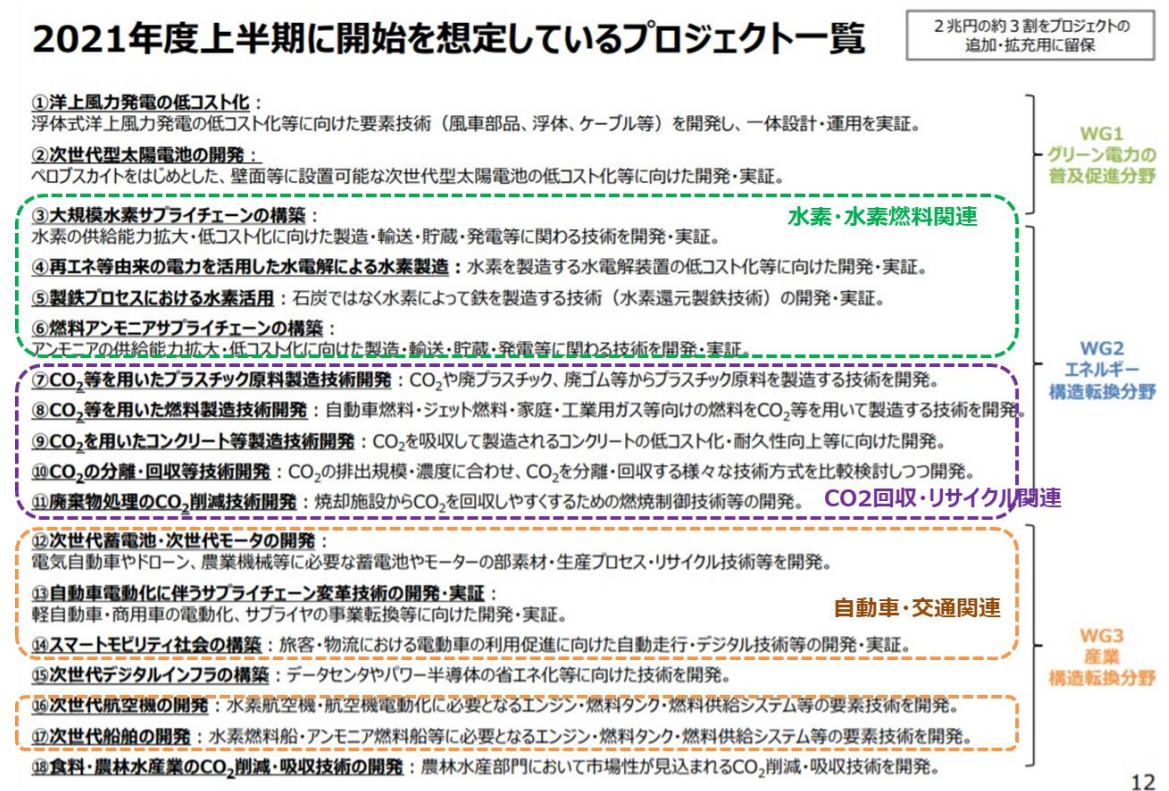 2021年度上半期に開始を想定しているプロジェクト一覧
2兆円の約3割をプロジェクトの
追加・拡充用に留保
①洋上風力発電の低コスト化：
浮体式洋上風力発電の低コスト化等に向けた要素技術（風車部品、浮体、ケーブル等）を開発し、一体設計・運用を実証。
②次世代型太陽電池の開発：
ペロブスカイトをはじめとした、壁面等に設置可能な次世代型太陽電池の低コスト化等に向けた開発・実証。
WG1
グリーン電力の
普及促進分野
③大規模水素サプライチェーンの構築：
水素・水素燃料関連
水素の供給能力拡大・低コスト化に向けた製造・輸送・貯蔵・発電等に関わる技術を開発・実証。
④再エネ等由来の電力を活用した水電解による水素製造：水素を製造する水電解装置の低コスト化等に向けた開発・実証。
⑤製鉄プロセスにおける水素活用：石炭ではなく水素によって鉄を製造する技術（水素還元製鉄技術）の開発・実証。
⑥燃料アンモニアサプライチェーンの構築：
アンモニアの供給能力拡大・低コスト化に向けた製造・輸送・貯蔵・発電等に関わる技術を開発・実証。
⑦CO2等を用いたプラスチック原料製造技術開発：CO2や廃プラスチック、廃ゴム等からプラスチック原料を製造する技術を開発。
⑧CO2等を用いた燃料製造技術開発：自動車燃料・ジェット燃料・家庭・工業用ガス等向けの燃料をCO2等を用いて製造する技術を開発。
⑨CO2を用いたコンクリート等製造技術開発：CO2を吸収して製造されるコンクリートの低コスト化・耐久性向上等に向けた開発。
⑩CO2の分離・回収等技術開発：CO2の排出規模・濃度に合わせ、CO2を分離・回収する様々な技術方式を比較検討しつつ開発。
⑪廃棄物処理のCO2削減技術開発：焼却施設からCO2を回収しやすくするための燃焼制御技術等の開発。
CO2回収・リサイクル関連
WG2
エネルギー
構造転換分野
⑫次世代蓄電池・次世代モータの開発：
電気自動車やドローン、農業機械等に必要な蓄電池やモーターの部素材・生産プロセス・リサイクル技術等を開発。
⑬自動車電動化に伴うサプライチェーン変革技術の開発・実証：
軽自動車・商用車の電動化、サプライヤの事業転換等に向けた開発・実証。
自動車・交通関連
⑭スマートモビリティ社会の構築：旅客・物流における電動車の利用促進に向けた自動走行・デジタル技術等の開発・実証。
⑮次世代デジタルインフラの構築：データセンタやパワー半導体の省エネ化等に向けた技術を開発。
⑯次世代航空機の開発：水素航空機・航空機電動化に必要となるエンジン・燃料タンク・燃料供給システム等の要素技術を開発。
⑰次世代船舶の開発：水素燃料船・アンモニア燃料船等に必要となるエンジン・燃料タンク・燃料供給システム等の要素技術を開発。
⑱食料・農林水産業のCO2削減・吸収技術の開発：農林水産部門において市場性が見込まれるCO2削減・吸収技術を開発。
WG3
産業
構造転換分野
12